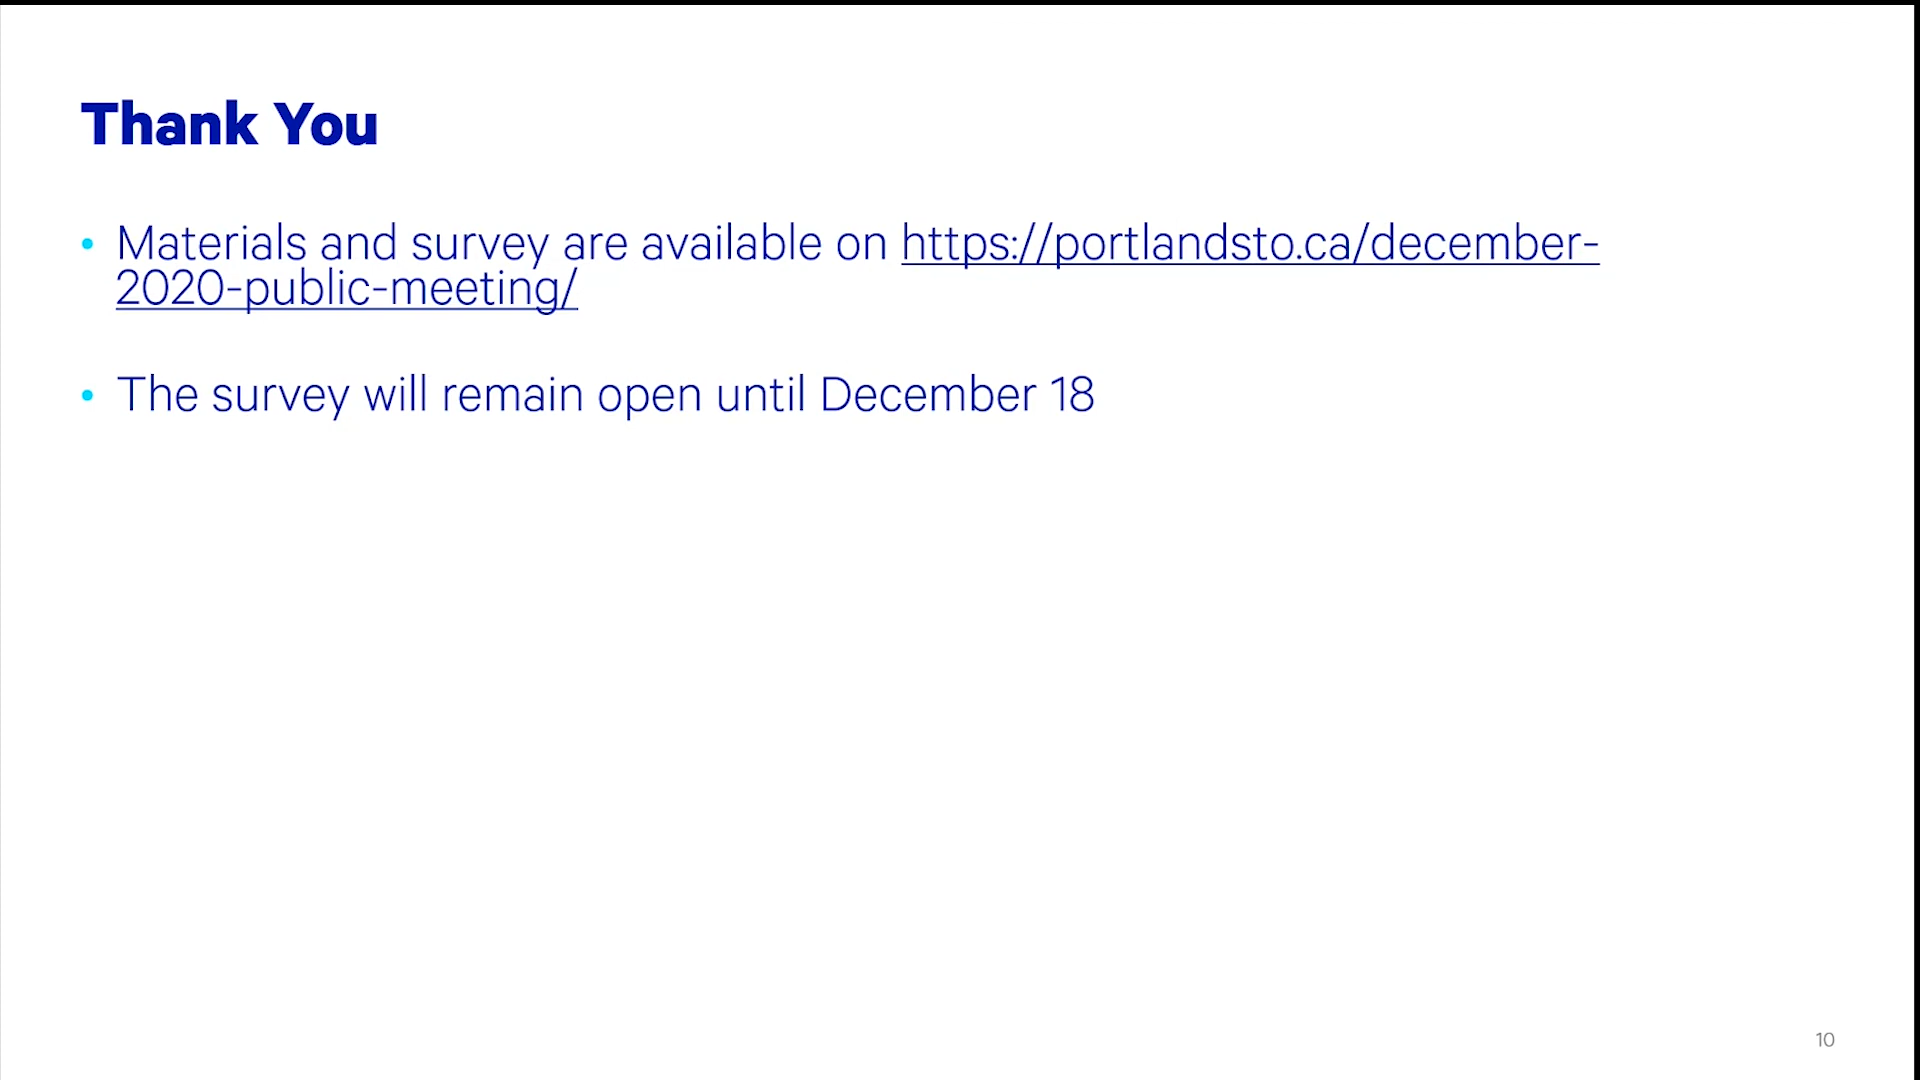 Thank You
• Materials and survey are available on https://portlandsto.ca/december-
2020-public-meeting/
• The survey will remain open until December 18
10